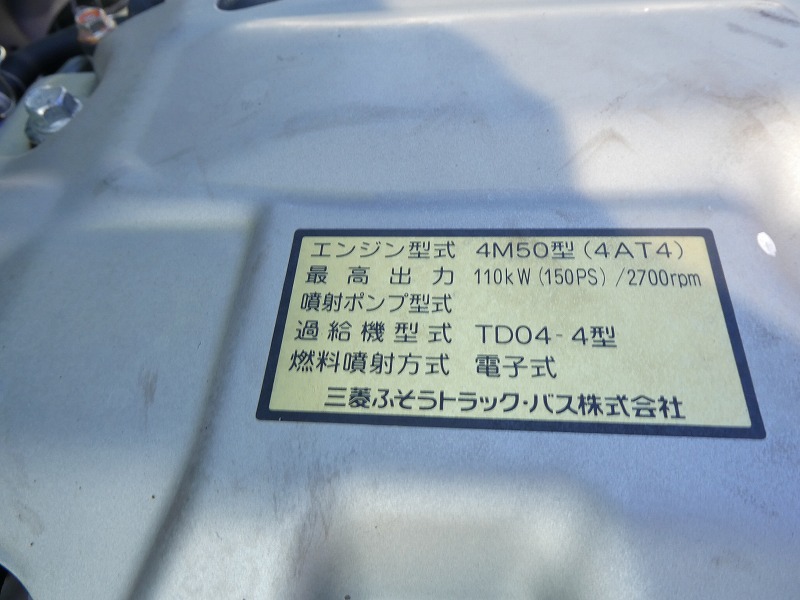 エンジン型式 4M50型(4AT4)
最高出力 110kW(150PS)/2700rpm
噴射ポンプ型式
過給機型式 TD04-4型
燃料噴射方式 電子式
三菱ふそうトラック・バス株式会社